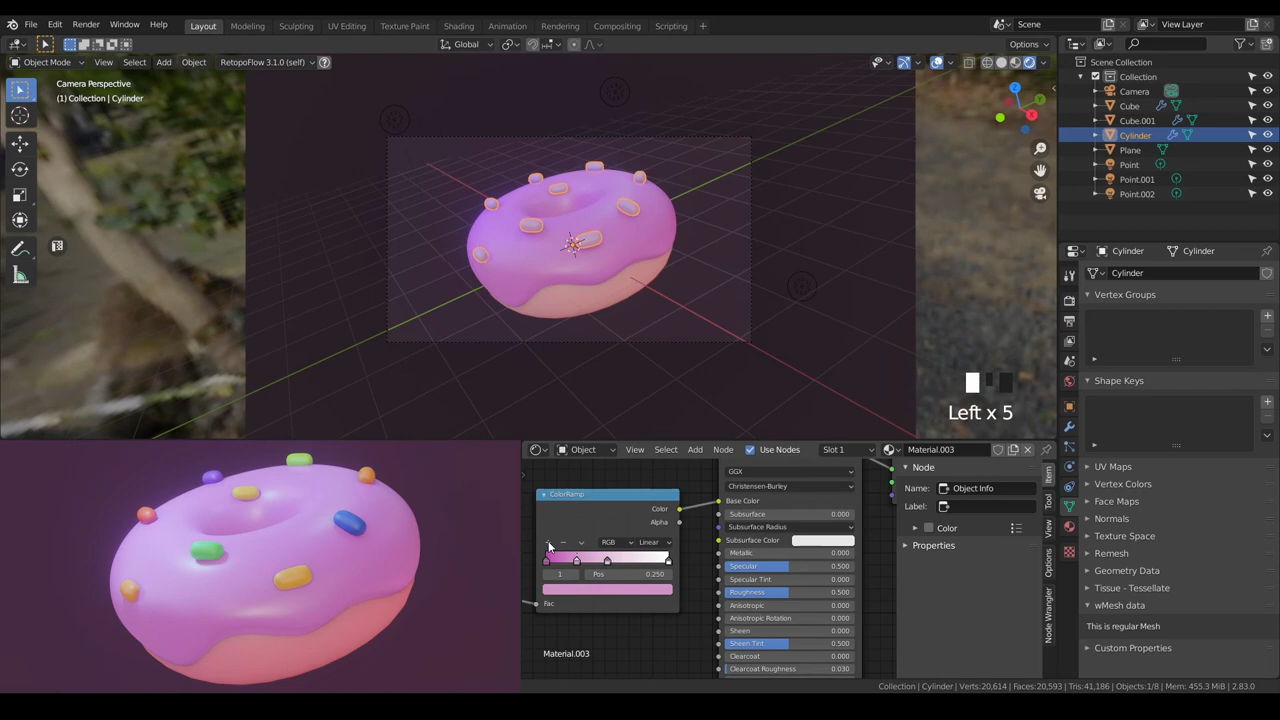 File Edit Render Window Help Layout Modeling Sculpting UV Editing Texture Paint Shading Animation Rendering Compositing Scripting + Scene View Layer
Global Options
Object Mode View Select Add Object RetopoFlow 3.1.0 (self)
Camera Perspective
(1) Collection | Cylinder
Z
Y
X
Left x 5
Scene Collection
Collection
Camera
Cube
Cube.001
Cylinder
Plane
Point
Point.001
Point.002
Cylinder Cylinder
Cylinder
Vertex Groups
Shape Keys
UV Maps
Vertex Colors
Face Maps
Normals
Texture Space
Remesh
Geometry Data
Tissue - Tessellate
wMesh data
This is regular Mesh
Custom Properties
Object View Select Add Node Use Nodes Slot 1 Material.003
ColorRamp
Color
Alpha
RGB Linear
1 Pos 0.250
Fac
Material.003
GGX
Christensen-Burley
Base Color
Subsurface 0.000
Subsurface Radius
Subsurface Color
Metallic 0.000
Specular 0.500
Specular Tint 0.000
Roughness 0.500
Anisotropic 0.000
Anisotropic Rotation 0.000
Sheen 0.000
Sheen Tint 0.500
Clearcoat 0.000
Clearcoat Roughness 0.030
Node
Name: Object Info
Label:
Color
Properties
Item
Tool
View
Options
Node Wrangler
Collection | Cylinder | Verts:20,614 | Faces:20,593 | Tris:41,186 | Objects:1/8 | Mem: 455.3 MiB | 2.83.0